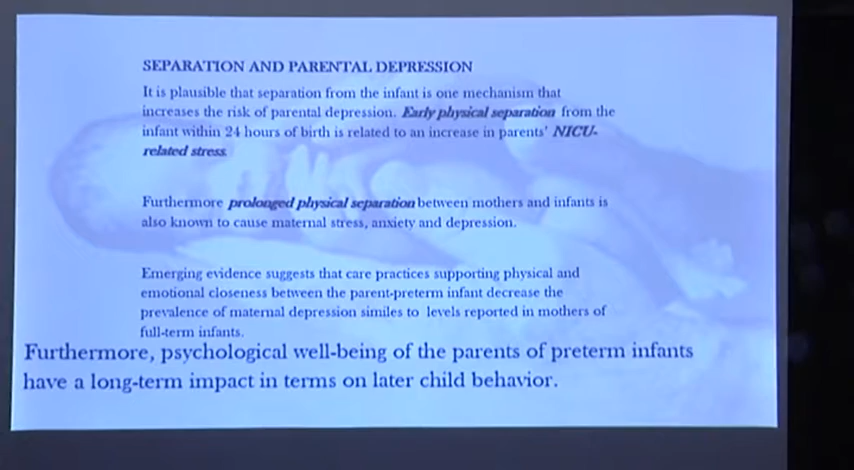 SEPARATION AND PARENTAL DEPRESSION
It is plausible that separation from the infant is one mechanism that
increases the risk of parental depression. Early physical separation from the
infant within 24 hours of birth is related to an increase in parents' NICU-
related stress.
Furthermore prolonged physical separation between mothers and infants is
also known to cause maternal stress, anxiety and depression.
Emerging evidence suggests that care practices supporting physical and
emotional closeness between the parent-preterm infant decrease the
prevalence of maternal depression similes to levels reported in mothers of
full-term infants.
Furthermore, psychological well-being of the parents of preterm infants
have a long-term impact in terms on later child behavior.